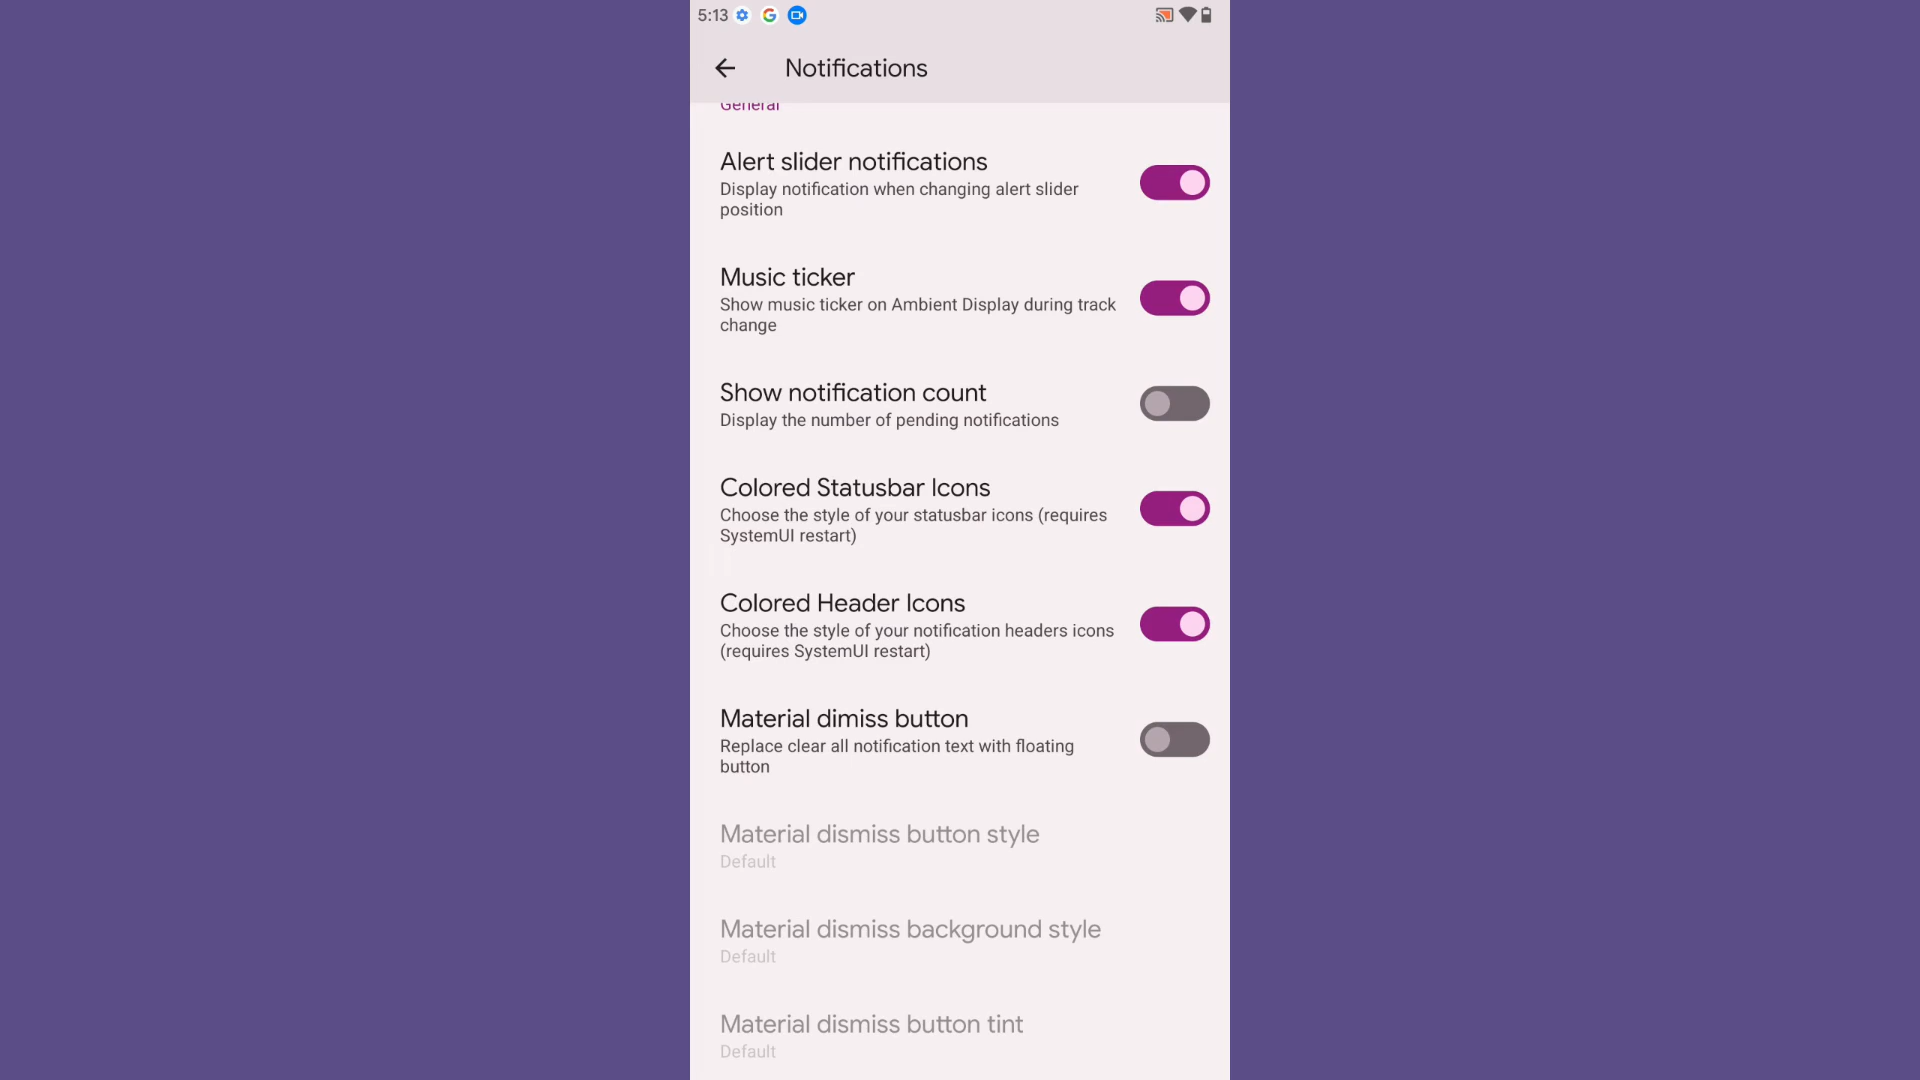 5:13
Notifications
General
Alert slider notifications
Display notification when changing alert slider
position
Music ticker
Show music ticker on Ambient Display during track
change
Show notification count
Display the number of pending notifications
Colored Statusbar Icons
Choose the style of your statusbar icons (requires
SystemUI restart)
Colored Header Icons
Choose the style of your notification headers icons
(requires SystemUI restart)
Material dimiss button
Replace clear all notification text with floating
button
Material dismiss button style
Default
Material dismiss background style
Default
Material dismiss button tint
Default